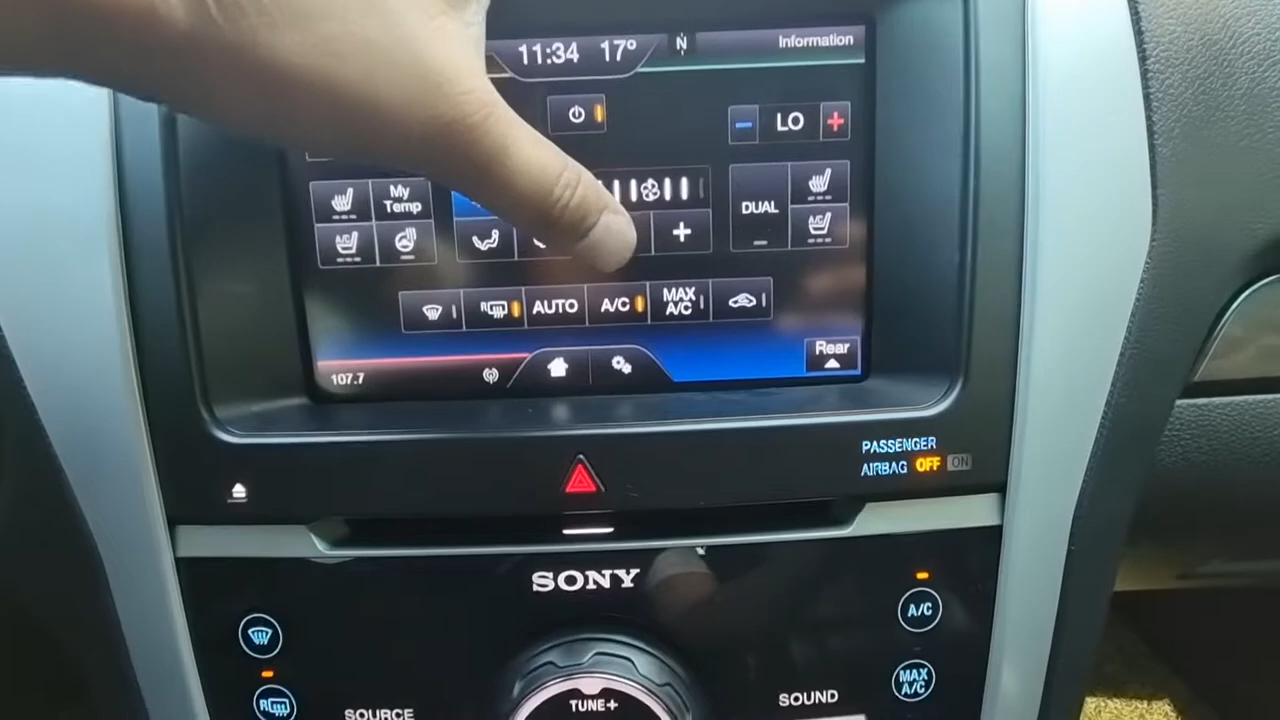 11:34 17° N Information
LO
My
Temp
DUAL
A/C
A/C
R AUTO A/C MAX
A/C
107.7
Rear
PASSENGER
AIRBAG OFF ON
SONY
A/C
R
MAX
A/C
SOURCE
TUNE+
SOUND